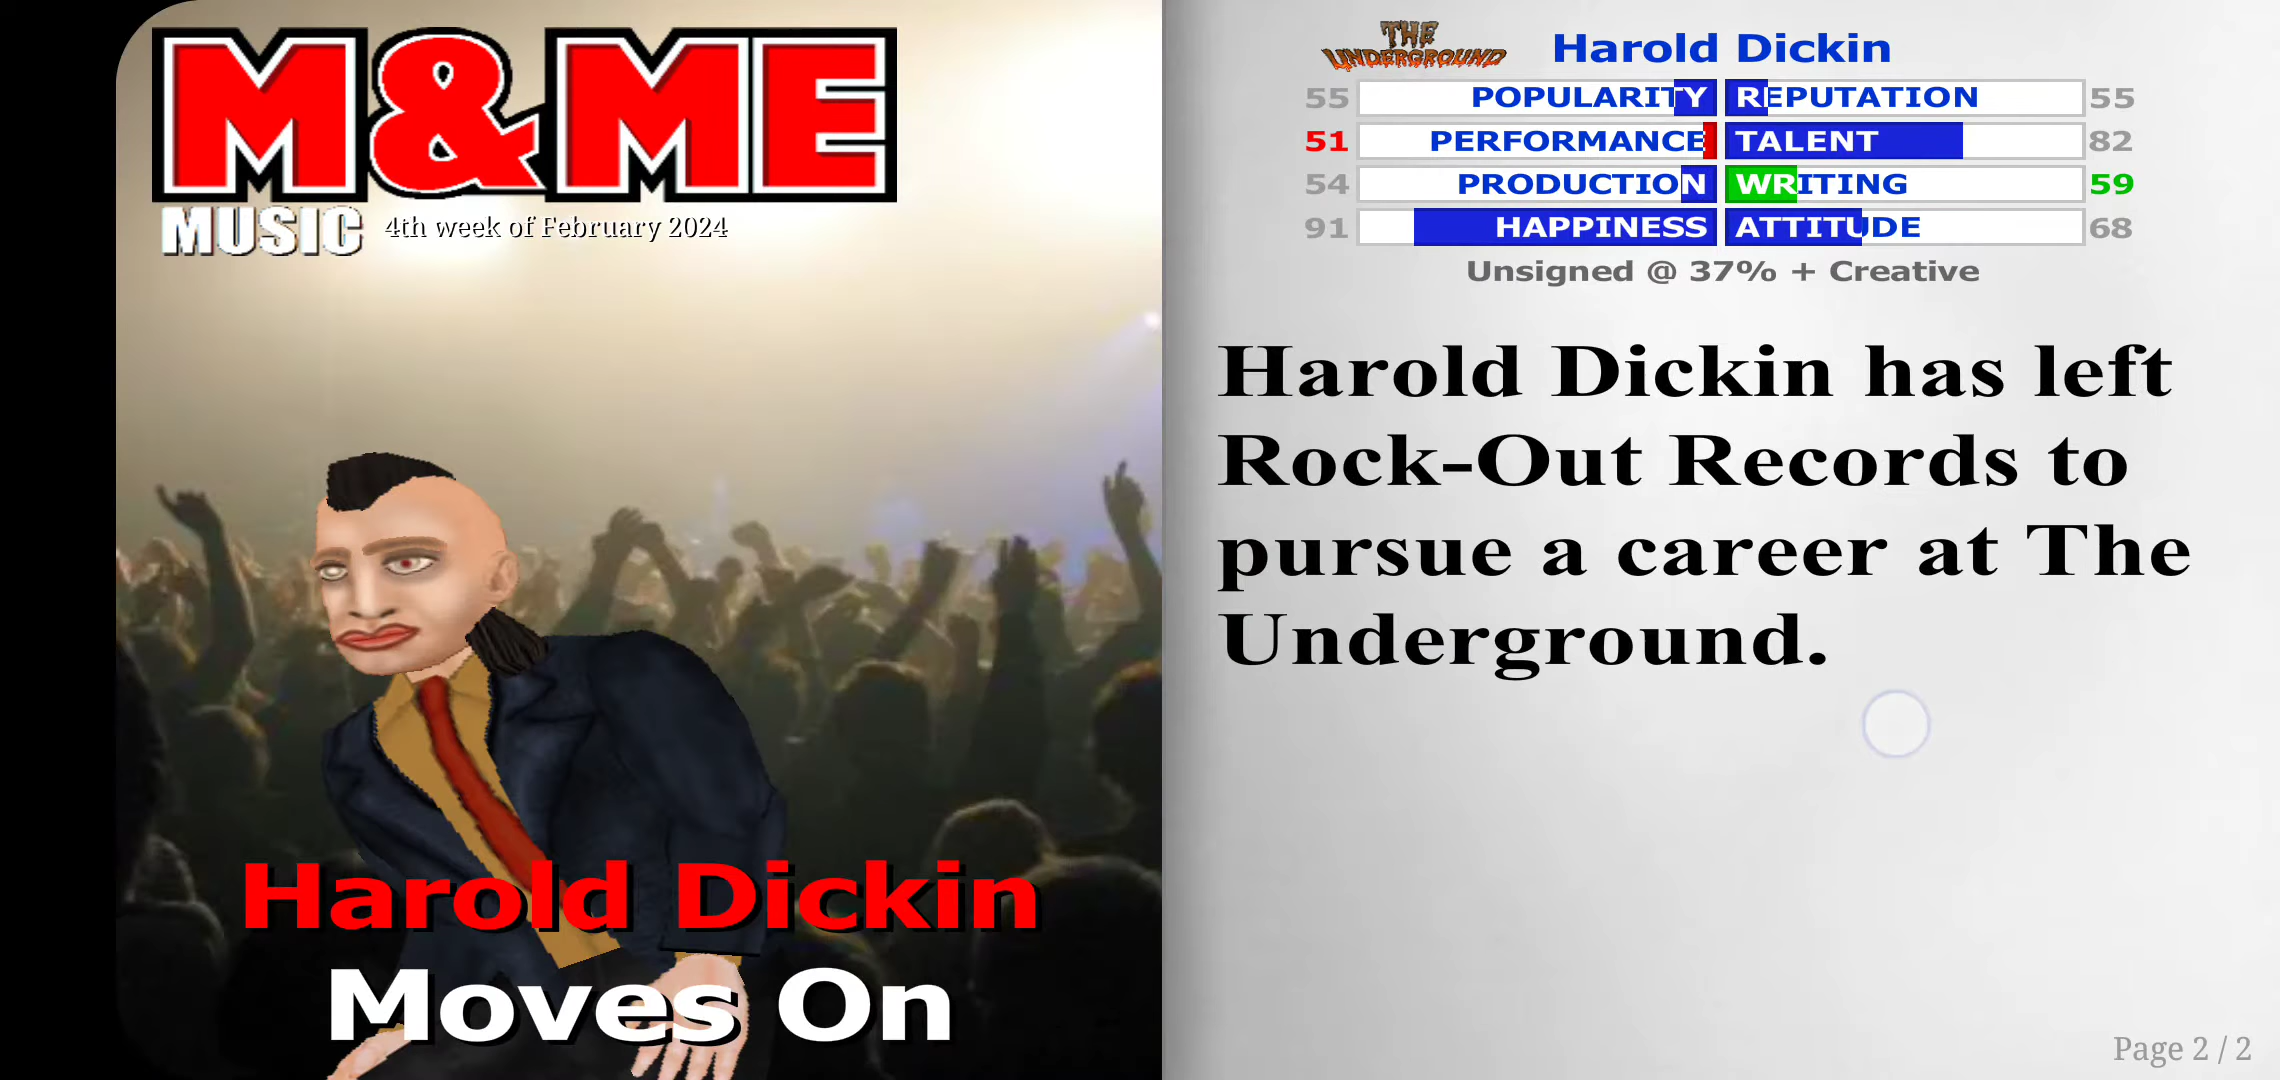 M&ME
MUSIC 4th week of February 2024
Harold Dickin
Moves On
THE UNDERGROUND Harold Dickin
55 POPULARITY REPUTATION 55
51 PERFORMANCE TALENT 82
54 PRODUCTION WRITING 59
91 HAPPINESS ATTITUDE 68
Unsigned @ 37% + Creative
Harold Dickin has left
Rock-Out Records to
pursue a career at The
Underground.
Page 2 / 2